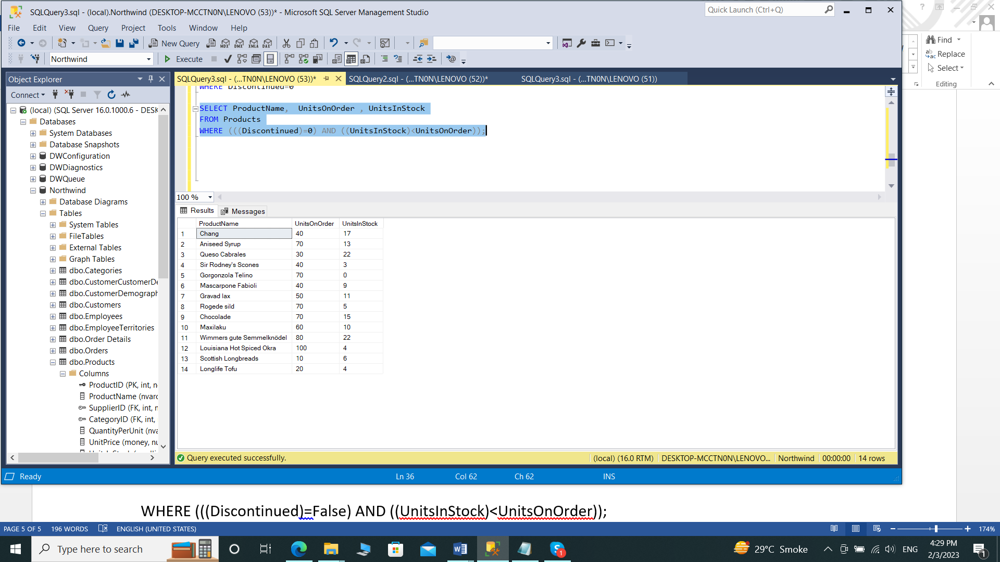 SQLQuery3.sql - (local).Northwind (DESKTOP-MCCTN0N\LENOVO (53))* - Microsoft SQL Server Management Studio
Quick Launch (Ctrl+Q)
File Edit View Query Project Tools Window Help
New Query
MDX DMX XMLA DAX
Northwind
Execute
Find
Replace
Select
Editing
Object Explorer
Connect
(local) (SQL Server 16.0.1000.6 - DESK
Databases
System Databases
Database Snapshots
DWConfiguration
DWDiagnostics
DWQueue
Northwind
Database Diagrams
Tables
System Tables
FileTables
External Tables
Graph Tables
dbo.Categories
dbo.CustomerCustomerDe
dbo.CustomerDemograph
dbo.Customers
dbo.Employees
dbo.EmployeeTerritories
dbo.Order Details
dbo.Orders
dbo.Products
Columns
ProductID (PK, int, n
ProductName (nvarc
SupplierID (FK, int, n
CategoryID (FK, int,
QuantityPerUnit (nva
UnitPrice (money, nu
SQLQuery3.sql - (...TN0N\LENOVO (53))* SQLQuery2.sql - (...TN0N\LENOVO (52))* SQLQuery3.sql - (...TN0N\LENOVO (51))
WHERE Discontinued=0
SELECT ProductName, UnitsOnOrder , UnitsInStock
FROM Products
WHERE (((Discontinued)=0) AND ((UnitsInStock)<UnitsOnOrder));
100 %
Results Messages
ProductName UnitsOnOrder UnitsInStock
1 Chang 40 17
2 Aniseed Syrup 70 13
3 Queso Cabrales 30 22
4 Sir Rodney's Scones 40 3
5 Gorgonzola Telino 70 0
6 Mascarpone Fabioli 40 9
7 Gravad lax 50 11
8 Rogede sild 70 5
9 Chocolade 70 15
10 Maxilaku 60 10
11 Wimmers gute Semmelknödel 80 22
12 Louisiana Hot Spiced Okra 100 4
13 Scottish Longbreads 10 6
14 Longlife Tofu 20 4
Query executed successfully. (local) (16.0 RTM) DESKTOP-MCCTN0N\LENOVO... Northwind 00:00:00 14 rows
Ready Ln 36 Col 62 Ch 62 INS
WHERE (((Discontinued)=False) AND ((UnitsInStock)<UnitsOnOrder));
PAGE 5 OF 5 196 WORDS ENGLISH (UNITED STATES) 174%
Type here to search
29°C Smoke
ENG
4:29 PM
2/3/2023
1
1